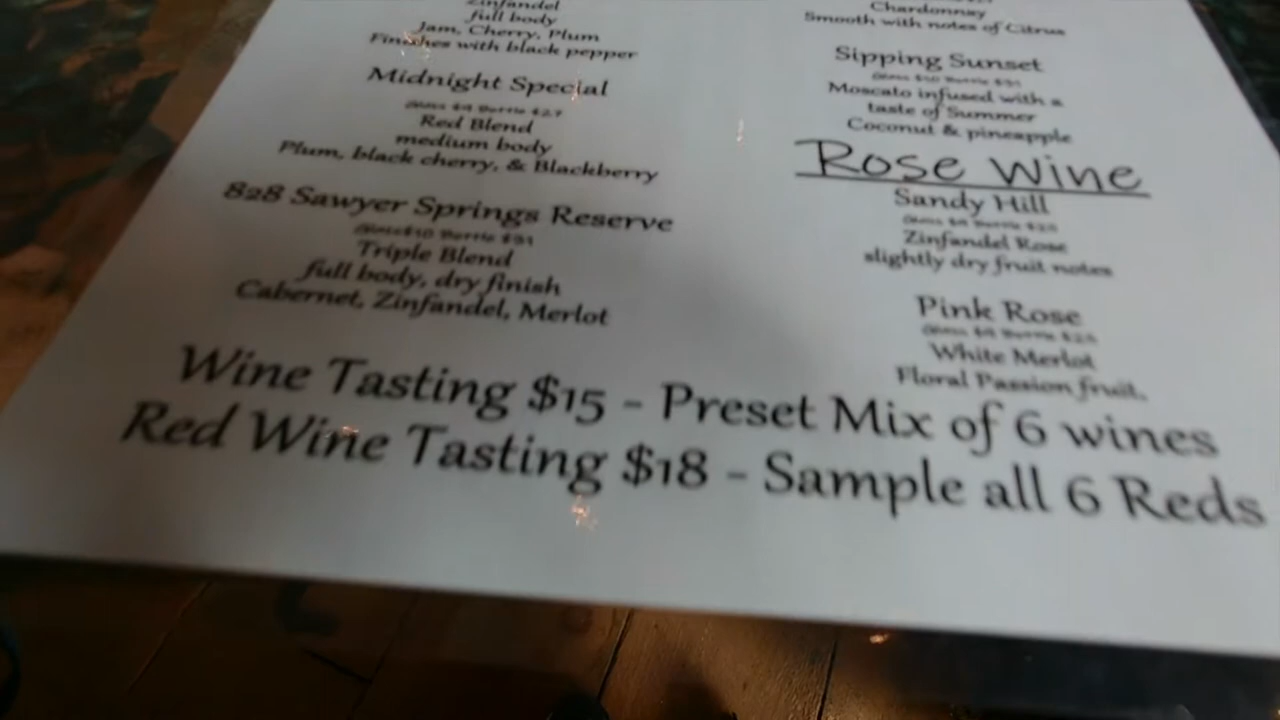 Zinfandel
full body
Jam, Cherry, Plum
Finishes with black pepper
Midnight Special
Red Blend
medium body
Plum, black cherry, & Blackberry
828 Sawyer Springs Reserve
Triple Blend
full body, dry finish
Cabernet, Zinfandel, Merlot
Chardonnay
Smooth with notes of Citrus
Sipping Sunset
Moscato infused with a
taste of Summer
Coconut & pineapple
Rose Wine
Sandy Hill
Zinfandel Rose
slightly dry fruit notes
Pink Rose
White Merlot
Floral Passion fruit.
Wine Tasting $15 - Preset Mix of 6 wines
Red Wine Tasting $18 - Sample all 6 Reds